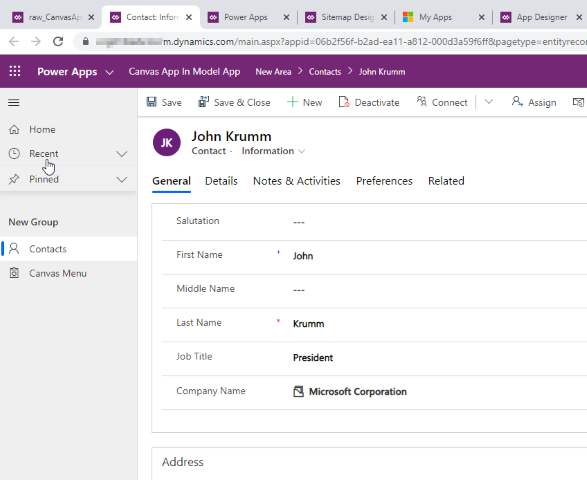 raw_CanvasAp
Contact: Inform
Power Apps
Sitemap Desig
My Apps
App Designer
m.dynamics.com/main.aspx?appid=06b2f56f-b2ad-ea11-a812-000d3a59f6ff&pagetype=entityreco
Power Apps
Canvas App In Model App
New Area > Contacts > John Krumm
Save
Save & Close
New
Deactivate
Connect
Assign
Home
Recent
Pinned
New Group
Contacts
Canvas Menu
JK
John Krumm
Contact · Information
General
Details
Notes & Activities
Preferences
Related
Salutation ---
First Name + John
Middle Name ---
Last Name * Krumm
Job Title President
Company Name Microsoft Corporation
Address